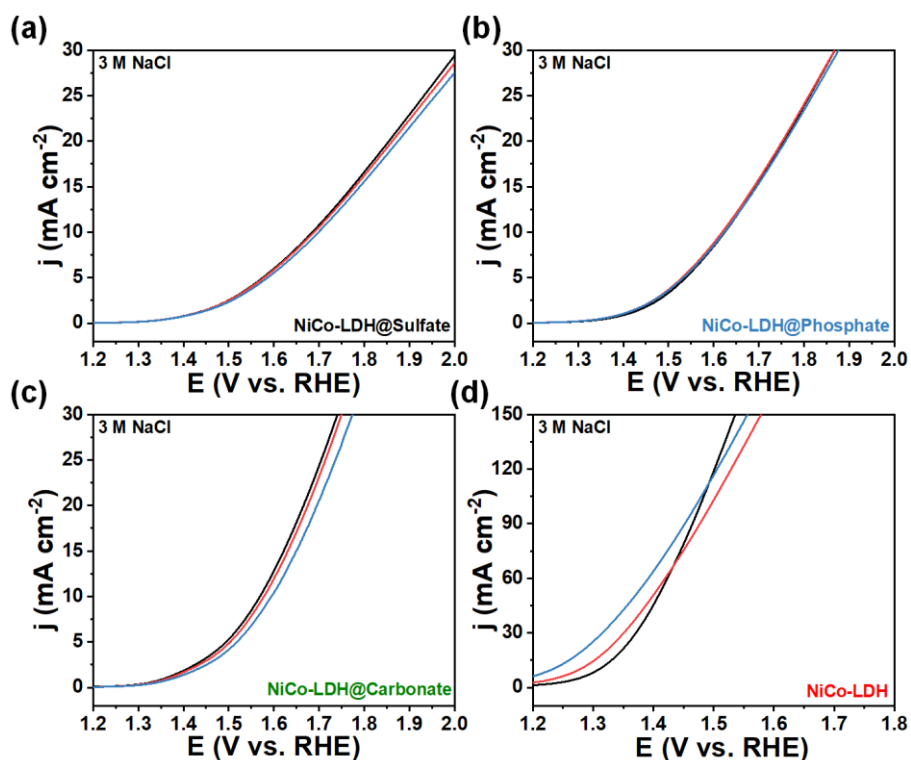 (a)
3 M NaCl
j (mA cm-2)
30
25
20
15
10
5
0
NiCo-LDH@Sulfate
1.2 1.3 1.4 1.5 1.6 1.7 1.8 1.9 2.0
E (V vs. RHE)
(b)
3 M NaCl
j (mA cm-2)
30
25
20
15
10
5
0
NiCo-LDH@Phosphate
1.2 1.3 1.4 1.5 1.6 1.7 1.8 1.9 2.0
E (V vs. RHE)
(c)
3 M NaCl
j (mA cm-2)
30
25
20
15
10
5
0
NiCo-LDH@Carbonate
1.2 1.3 1.4 1.5 1.6 1.7 1.8 1.9 2.0
E (V vs. RHE)
(d)
3 M NaCl
j (mA cm-2)
150
120
90
60
30
0
NiCo-LDH
1.2 1.3 1.4 1.5 1.6 1.7 1.8
E (V vs. RHE)